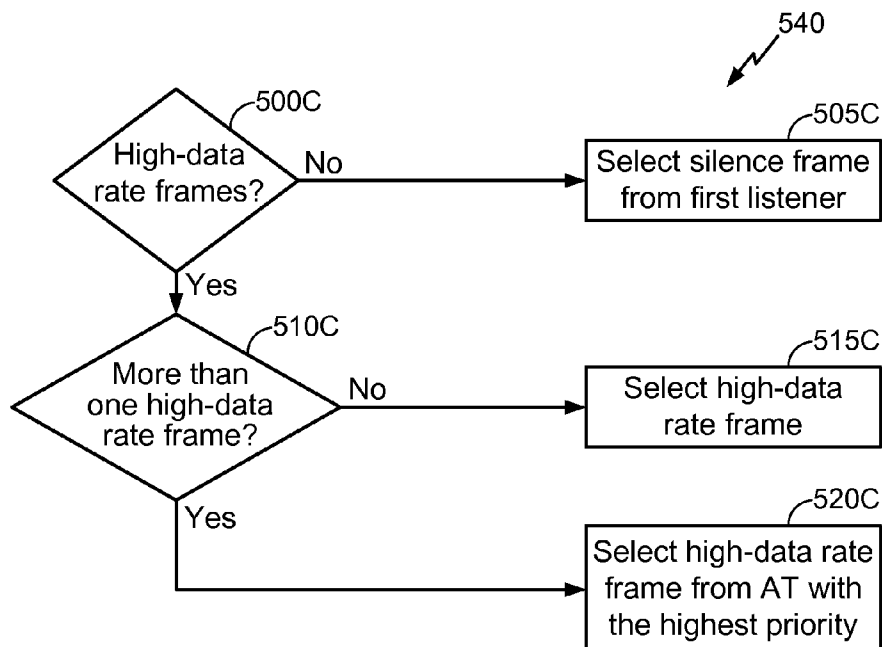 540
500C
High-data
rate frames?
No
505C
Select silence frame
from first listener
Yes
510C
More than
one high-data
rate frame?
No
515C
Select high-data
rate frame
Yes
520C
Select high-data rate
frame from AT with
the highest priority